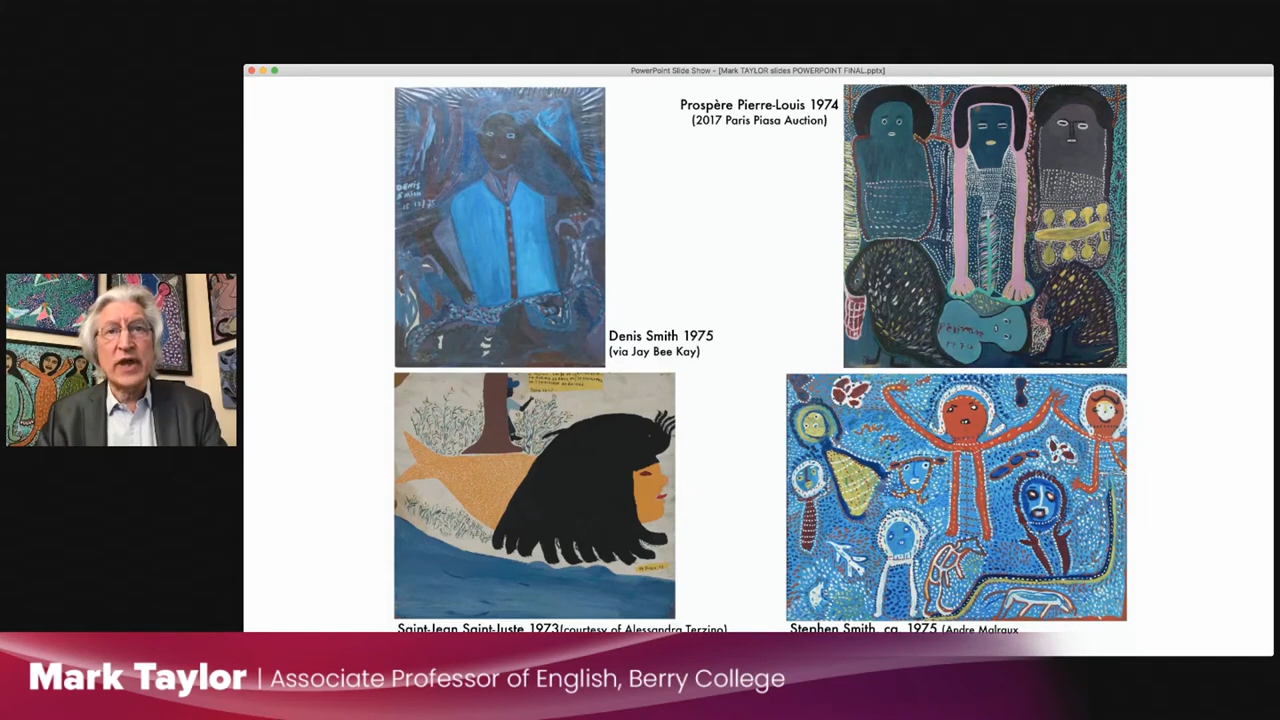 PowerPoint Slide Show - [Mark TAYLOR slides POWERPOINT FINAL.pptx]
Prospère Pierre-Louis 1974
(2017 Paris Piasa Auction)
DENIS
SMITH
Denis Smith 1975
(via Jay Bee Kay)
Saint-Jean Saint-Juste 1973(courtesy of Alessandra Terzino)
Stephen Smith, ca. 1975 (Andre Malraux
Mark Taylor | Associate Professor of English, Berry College